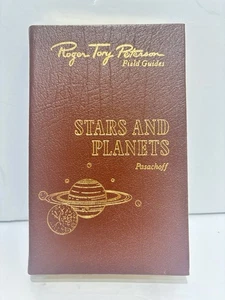 Roger Tory Peterson
Field Guides
STARS AND
PLANETS
Pasachoff